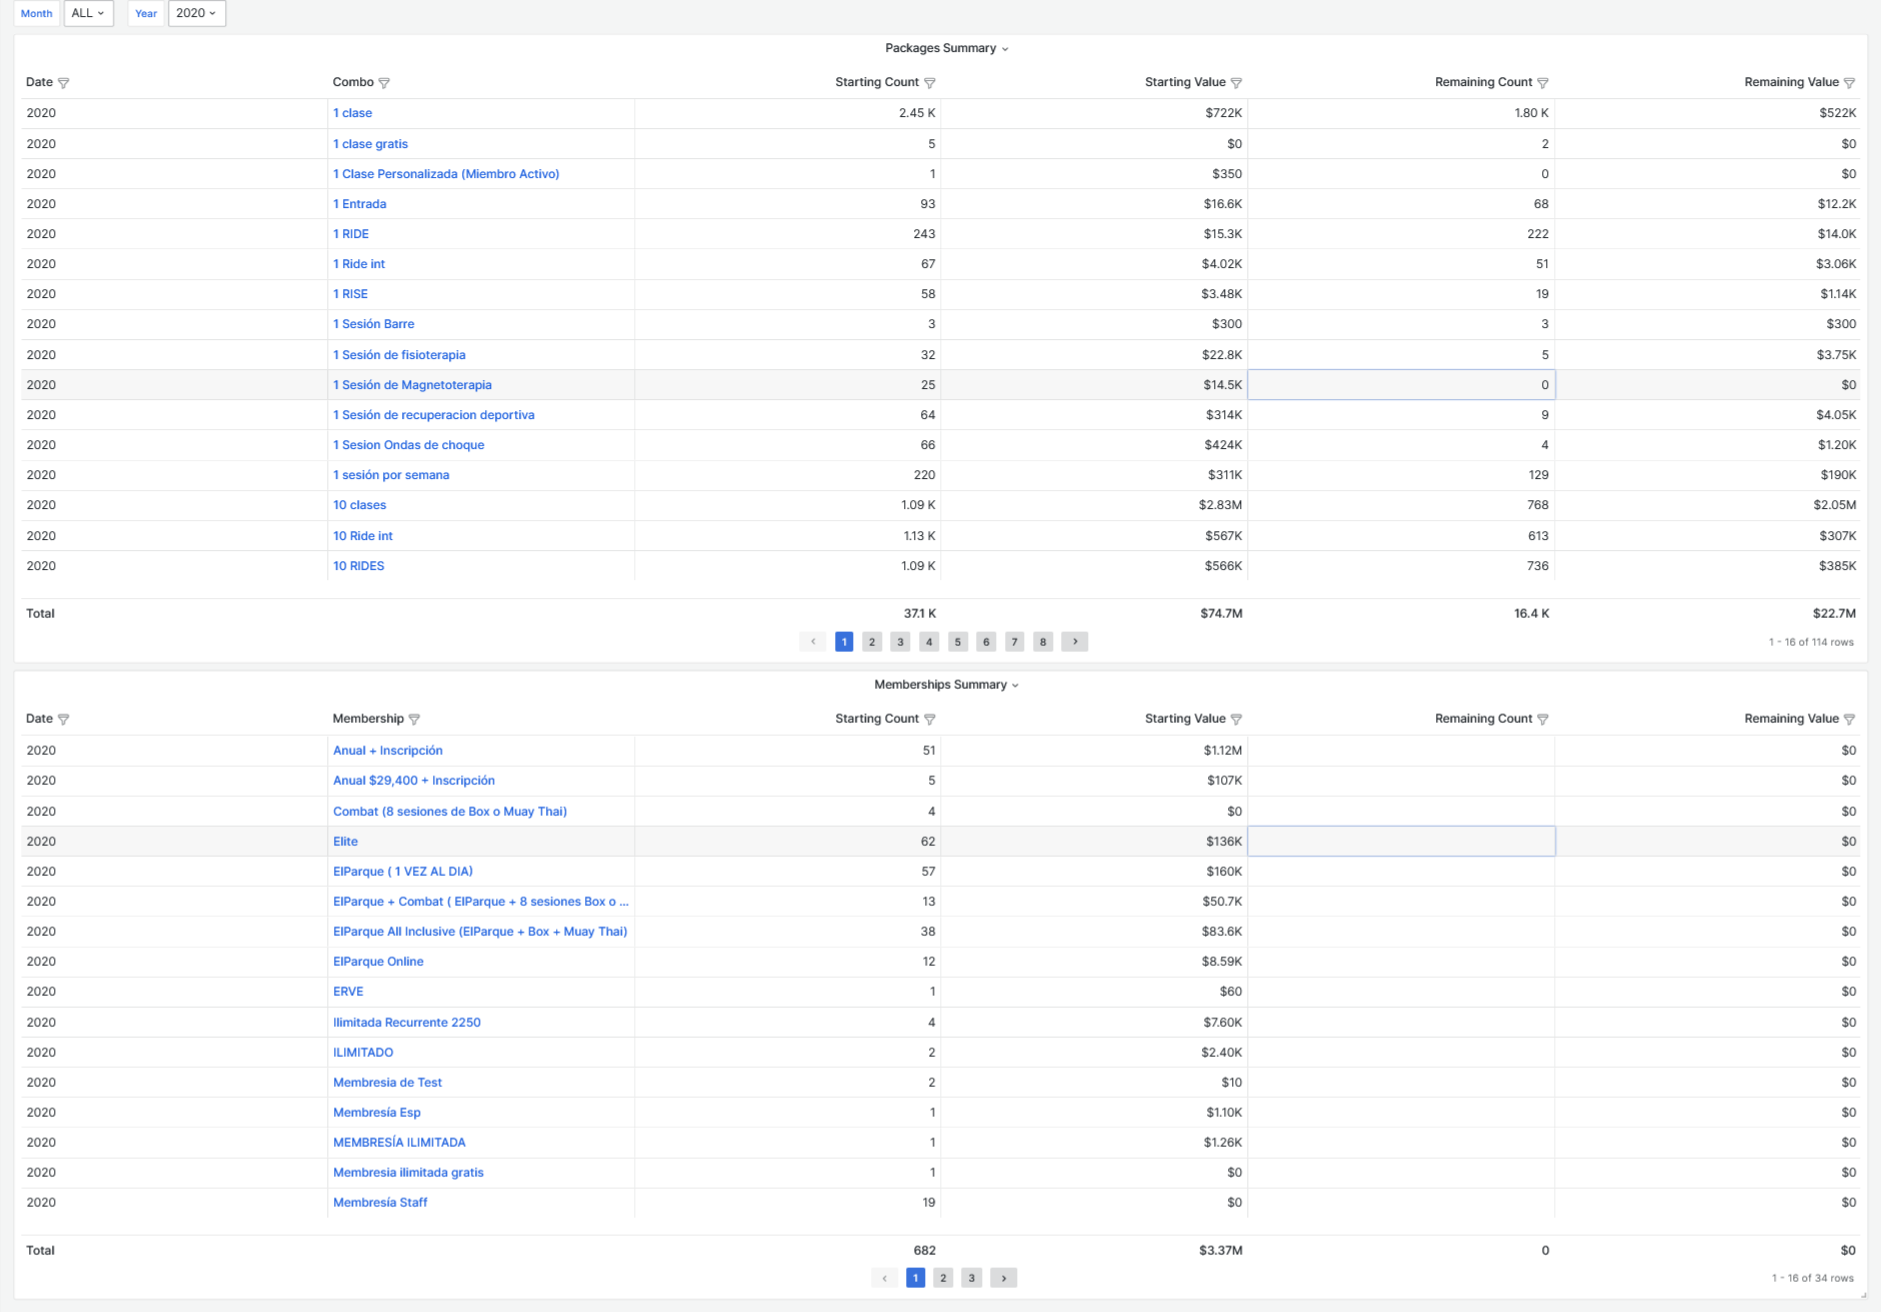 Month ALL Year 2020
Packages Summary
Date Combo Starting Count Starting Value Remaining Count Remaining Value
2020 1 clase 2.45 K $722K 1.80 K $522K
2020 1 clase gratis 5 $0 2 $0
2020 1 Clase Personalizada (Miembro Activo) 1 $350 0 $0
2020 1 Entrada 93 $16.6K 68 $12.2K
2020 1 RIDE 243 $15.3K 222 $14.0K
2020 1 Ride int 67 $4.02K 51 $3.06K
2020 1 RISE 58 $3.48K 19 $1.14K
2020 1 Sesión Barre 3 $300 3 $300
2020 1 Sesión de fisioterapia 32 $22.8K 5 $3.75K
2020 1 Sesión de Magnetoterapia 25 $14.5K 0 $0
2020 1 Sesión de recuperacion deportiva 64 $314K 9 $4.05K
2020 1 Sesion Ondas de choque 66 $424K 4 $1.20K
2020 1 sesión por semana 220 $311K 129 $190K
2020 10 clases 1.09 K $2.83M 768 $2.05M
2020 10 Ride int 1.13 K $567K 613 $307K
2020 10 RIDES 1.09 K $566K 736 $385K
Total 37.1 K $74.7M 16.4 K $22.7M
1 2 3 4 5 6 7 8 1 - 16 of 114 rows
Memberships Summary
Date Membership Starting Count Starting Value Remaining Count Remaining Value
2020 Anual + Inscripción 51 $1.12M $0
2020 Anual $29,400 + Inscripción 5 $107K $0
2020 Combat (8 sesiones de Box o Muay Thai) 4 $0 $0
2020 Elite 62 $136K $0
2020 ElParque ( 1 VEZ AL DIA) 57 $160K $0
2020 ElParque + Combat ( ElParque + 8 sesiones Box o ... 13 $50.7K $0
2020 ElParque All Inclusive (ElParque + Box + Muay Thai) 38 $83.6K $0
2020 ElParque Online 12 $8.59K $0
2020 ERVE 1 $60 $0
2020 Ilimitada Recurrente 2250 4 $7.60K $0
2020 ILIMITADO 2 $2.40K $0
2020 Membresia de Test 2 $10 $0
2020 Membresía Esp 1 $1.10K $0
2020 MEMBRESÍA ILIMITADA 1 $1.26K $0
2020 Membresia ilimitada gratis 1 $0 $0
2020 Membresía Staff 19 $0 $0
Total 682 $3.37M 0 $0
1 2 3 1 - 16 of 34 rows